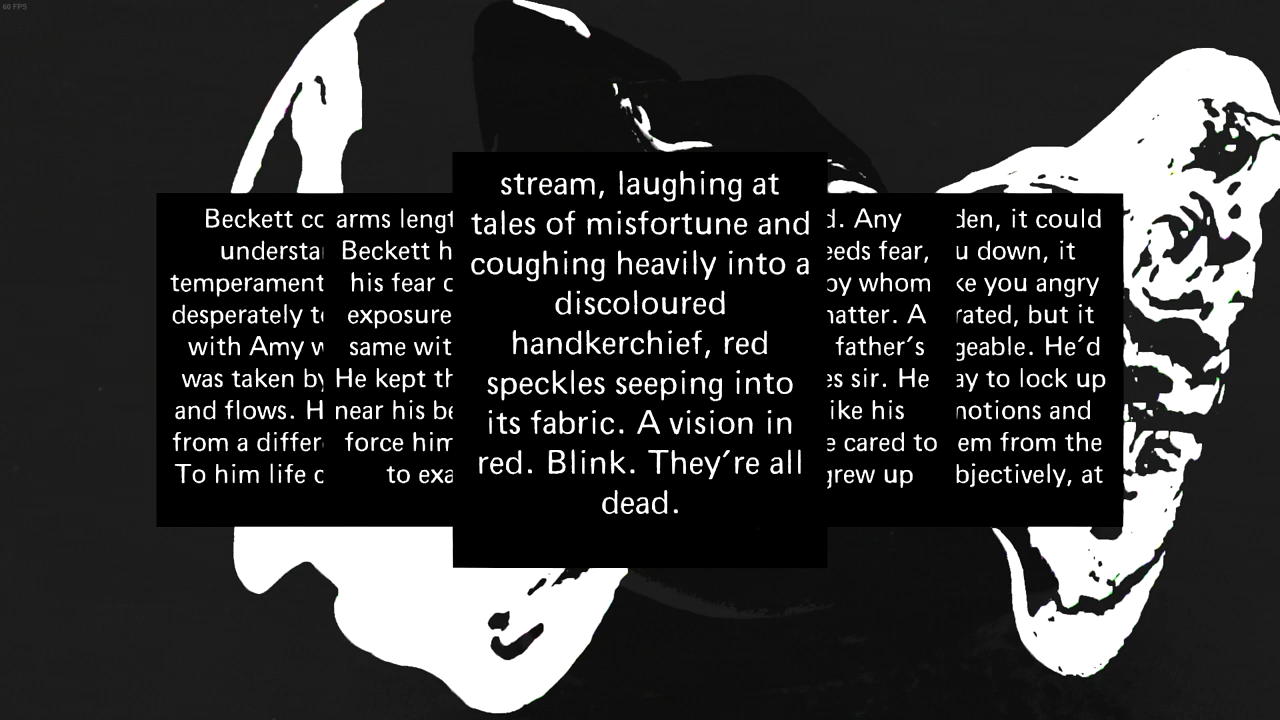 60 FPS
Beckett co
understa
temperament
desperately to
with Amy w
was taken by
and flows. H
from a differ
To him life c
arms lengt
Beckett h
his fear o
exposure
same wit
He kept th
near his be
force him
to exa
stream, laughing at
tales of misfortune and
coughing heavily into a
discoloured
handkerchief, red
speckles seeping into
its fabric. A vision in
red. Blink. They're all
dead.
d. Any
eeds fear,
by whom
natter. A
father's
es sir. He
ike his
e cared to
grew up
den, it could
u down, it
ke you angry
rated, but it
geable. He'd
ay to lock up
notions and
em from the
bjectively, at